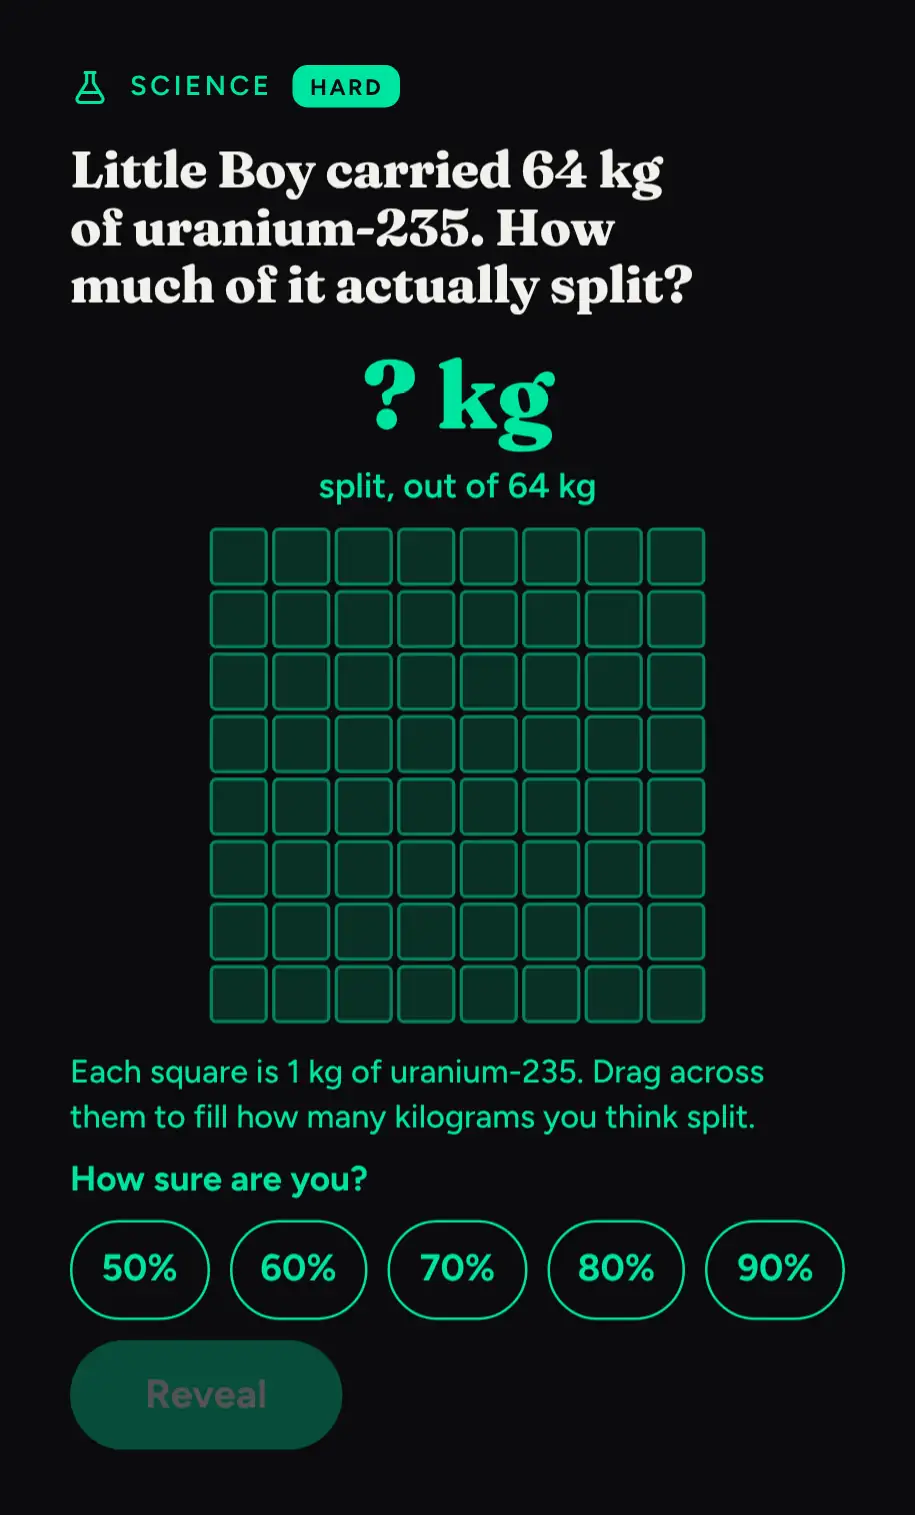 SCIENCE HARD
Little Boy carried 64 kg
of uranium-235. How
much of it actually split?
? kg
split, out of 64 kg
Each square is 1 kg of uranium-235. Drag across
them to fill how many kilograms you think split.
How sure are you?
50% 60% 70% 80% 90%
Reveal